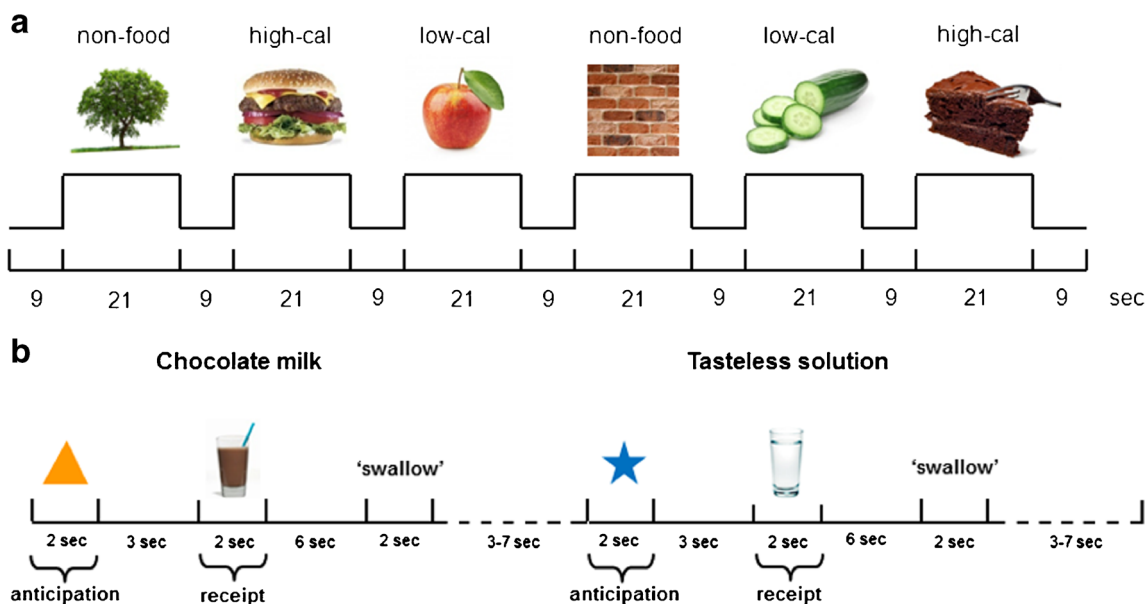 a
non-food high-cal low-cal non-food low-cal high-cal
9 21 9 21 9 21 9 21 9 21 9 21 9 sec
b
Chocolate milk Tasteless solution
‘swallow’ ‘swallow’
2 sec 3 sec 2 sec 6 sec 2 sec 3-7 sec 2 sec 3 sec 2 sec 6 sec 2 sec 3-7 sec
anticipation receipt anticipation receipt